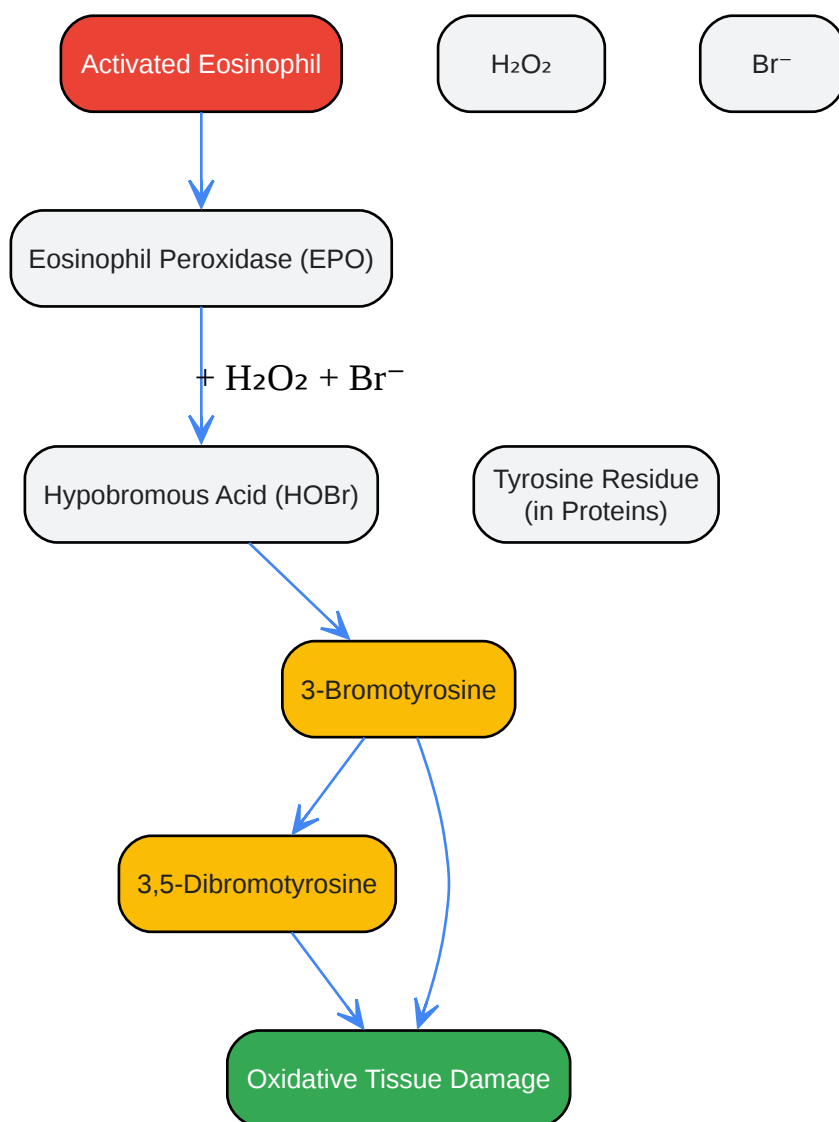 Activated Eosinophil
H₂O₂
Br⁻
Eosinophil Peroxidase (EPO)
+ H₂O₂ + Br⁻
Hypobromous Acid (HOBr)
Tyrosine Residue
(in Proteins)
3-Bromotyrosine
3,5-Dibromotyrosine
Oxidative Tissue Damage